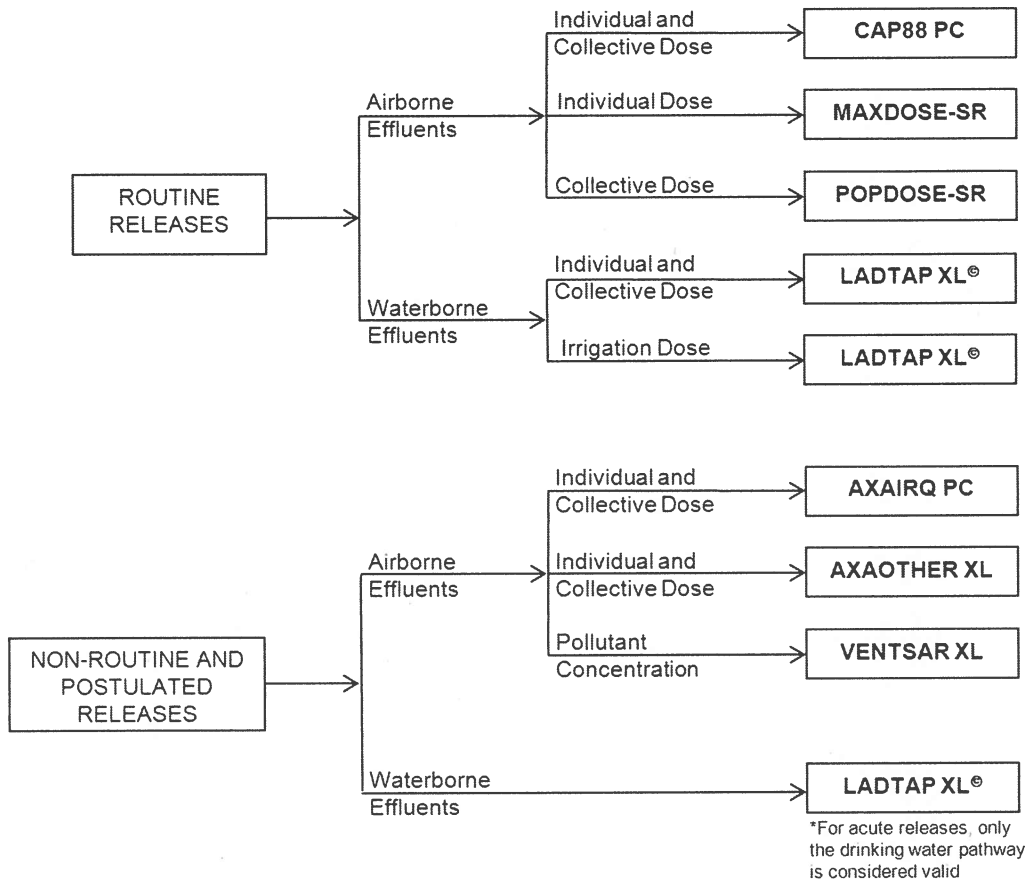 Individual and
Collective Dose
CAP88 PC
Airborne
Effluents
Individual Dose
MAXDOSE-SR
Collective Dose
POPDOSE-SR
ROUTINE
RELEASES
Individual and
Collective Dose
LADTAP XL©
Waterborne
Effluents
Irrigation Dose
LADTAP XL©
Individual and
Collective Dose
AXAIRQ PC
Airborne
Effluents
Individual and
Collective Dose
AXAOTHER XL
Pollutant
Concentration
VENTSAR XL
NON-ROUTINE AND
POSTULATED
RELEASES
Waterborne
Effluents
LADTAP XL©
*For acute releases, only
the drinking water pathway
is considered valid